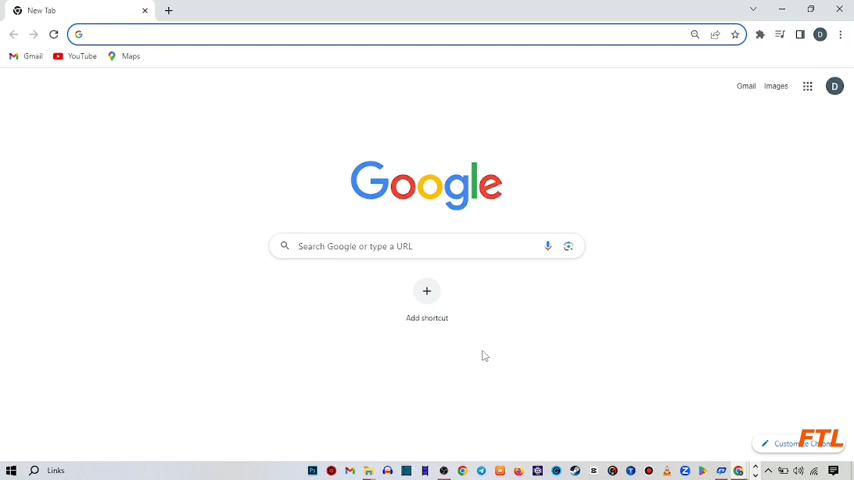 New Tab
Gmail YouTube Maps
Gmail Images D
Google
Search Google or type a URL
Add shortcut
FTL
Links